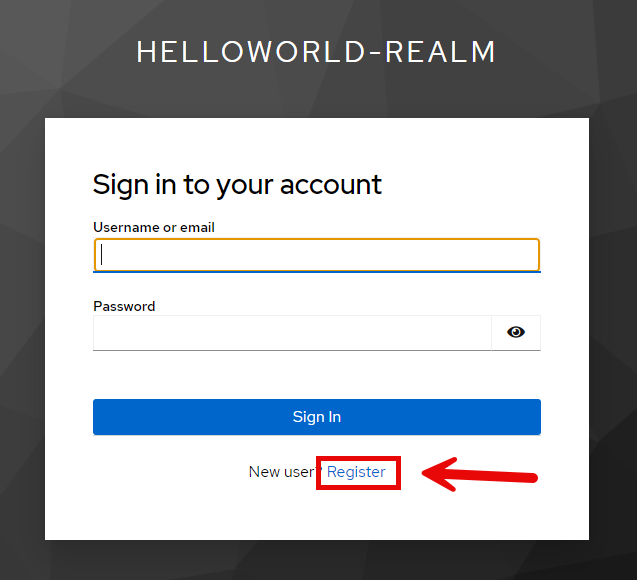 HELLOWORLD-REALM
Sign in to your account
Username or email
Password
Sign In
New user? Register